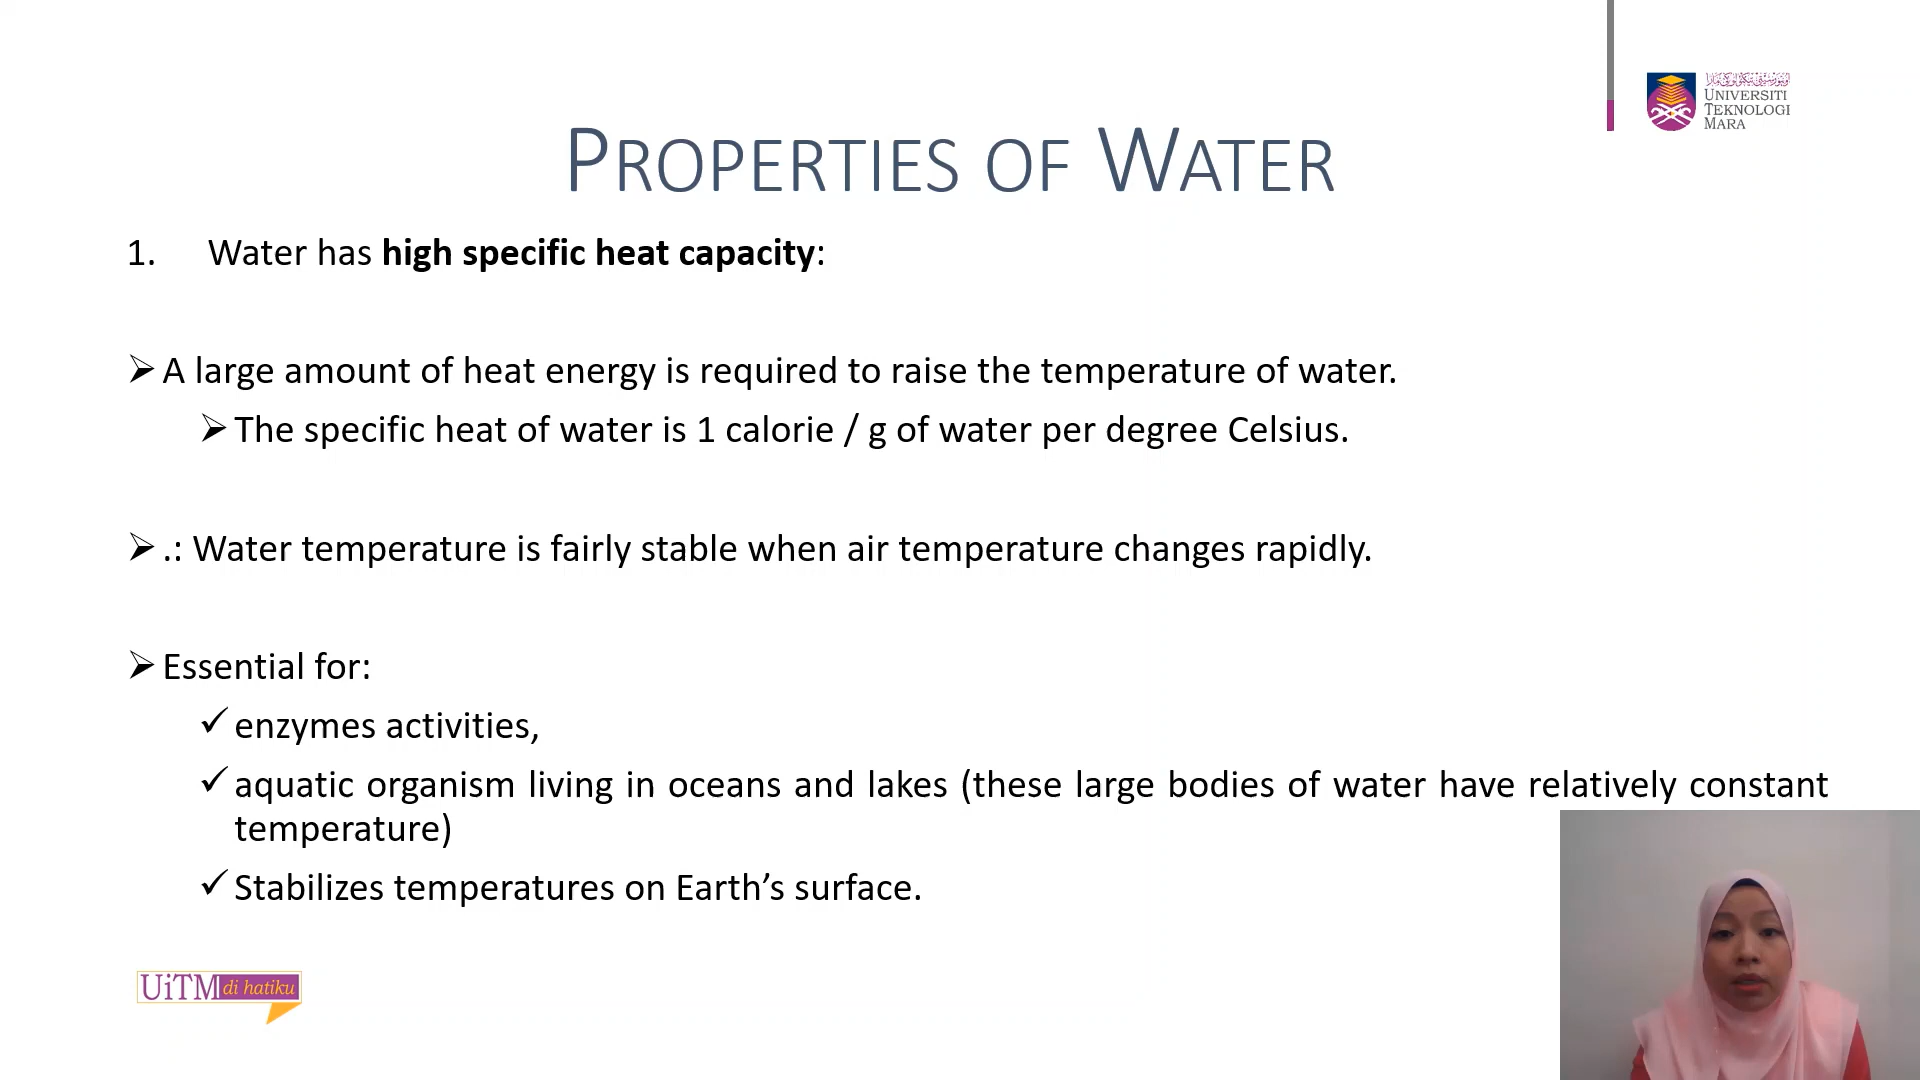 UNIVERSITI
TEKNOLOGI
MARA
PROPERTIES OF WATER
1. Water has high specific heat capacity:
➢ A large amount of heat energy is required to raise the temperature of water.
➢ The specific heat of water is 1 calorie / g of water per degree Celsius.
➢ .: Water temperature is fairly stable when air temperature changes rapidly.
➢ Essential for:
✓ enzymes activities,
✓ aquatic organism living in oceans and lakes (these large bodies of water have relatively constant
temperature)
✓ Stabilizes temperatures on Earth’s surface.
UiTM di hatiku